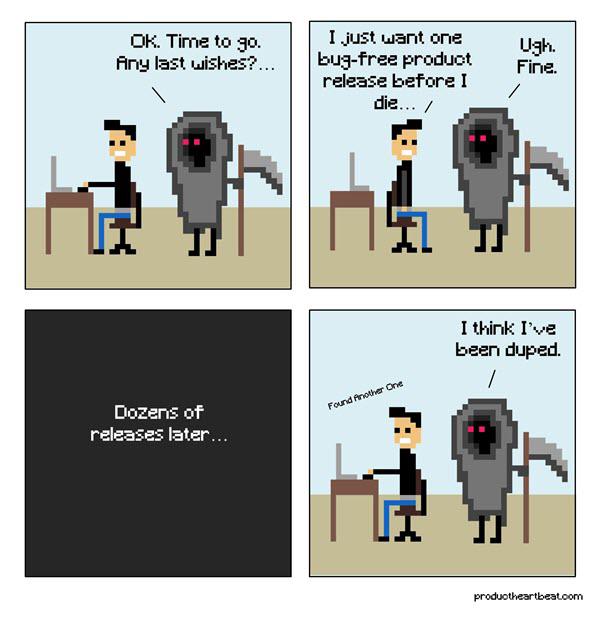 OK. Time to go.
Any last wishes?...
I just want one
bug-free product
release before I
die...
Ugh.
Fine.
Dozens of
releases later...
I think I've
been duped.
Found Another One
productheartbeat.com